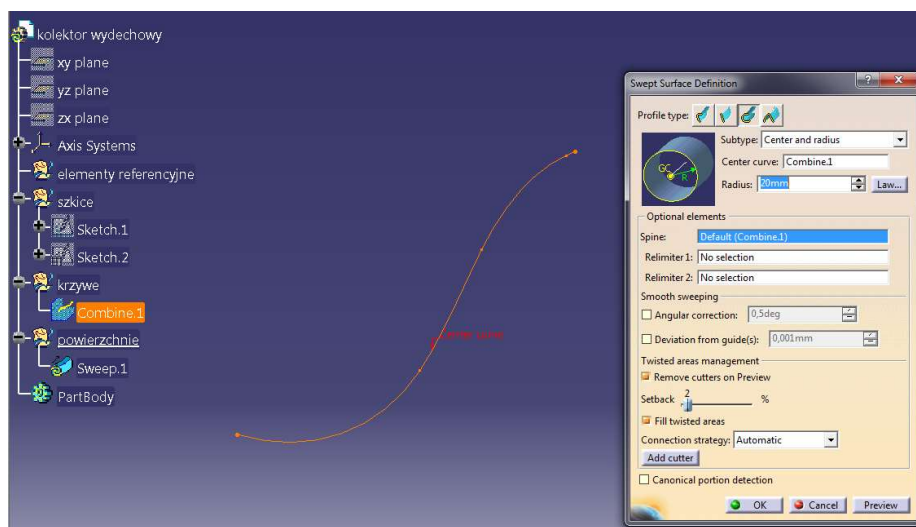 kolektor wydechowy
xy plane
yz plane
zx plane
Axis Systems
elementy referencyjne
szkice
Sketch.1
Sketch.2
krzywe
Combine.1
powierzchnie
Sweep.1
PartBody
Swept Surface Definition
? X
Profile type:
Subtype: Center and radius
GC
R
Center curve: Combine.1
Radius: 20mm Law...
Optional elements
Spine: Default (Combine.1)
Relimiter 1: No selection
Relimiter 2: No selection
Smooth sweeping
Angular correction: 0,5deg
Deviation from guide(s): 0,001mm
Twisted areas management
Remove cutters on Preview
Setback 2 %
Fill twisted areas
Connection strategy: Automatic
Add cutter
Canonical portion detection
OK Cancel Preview